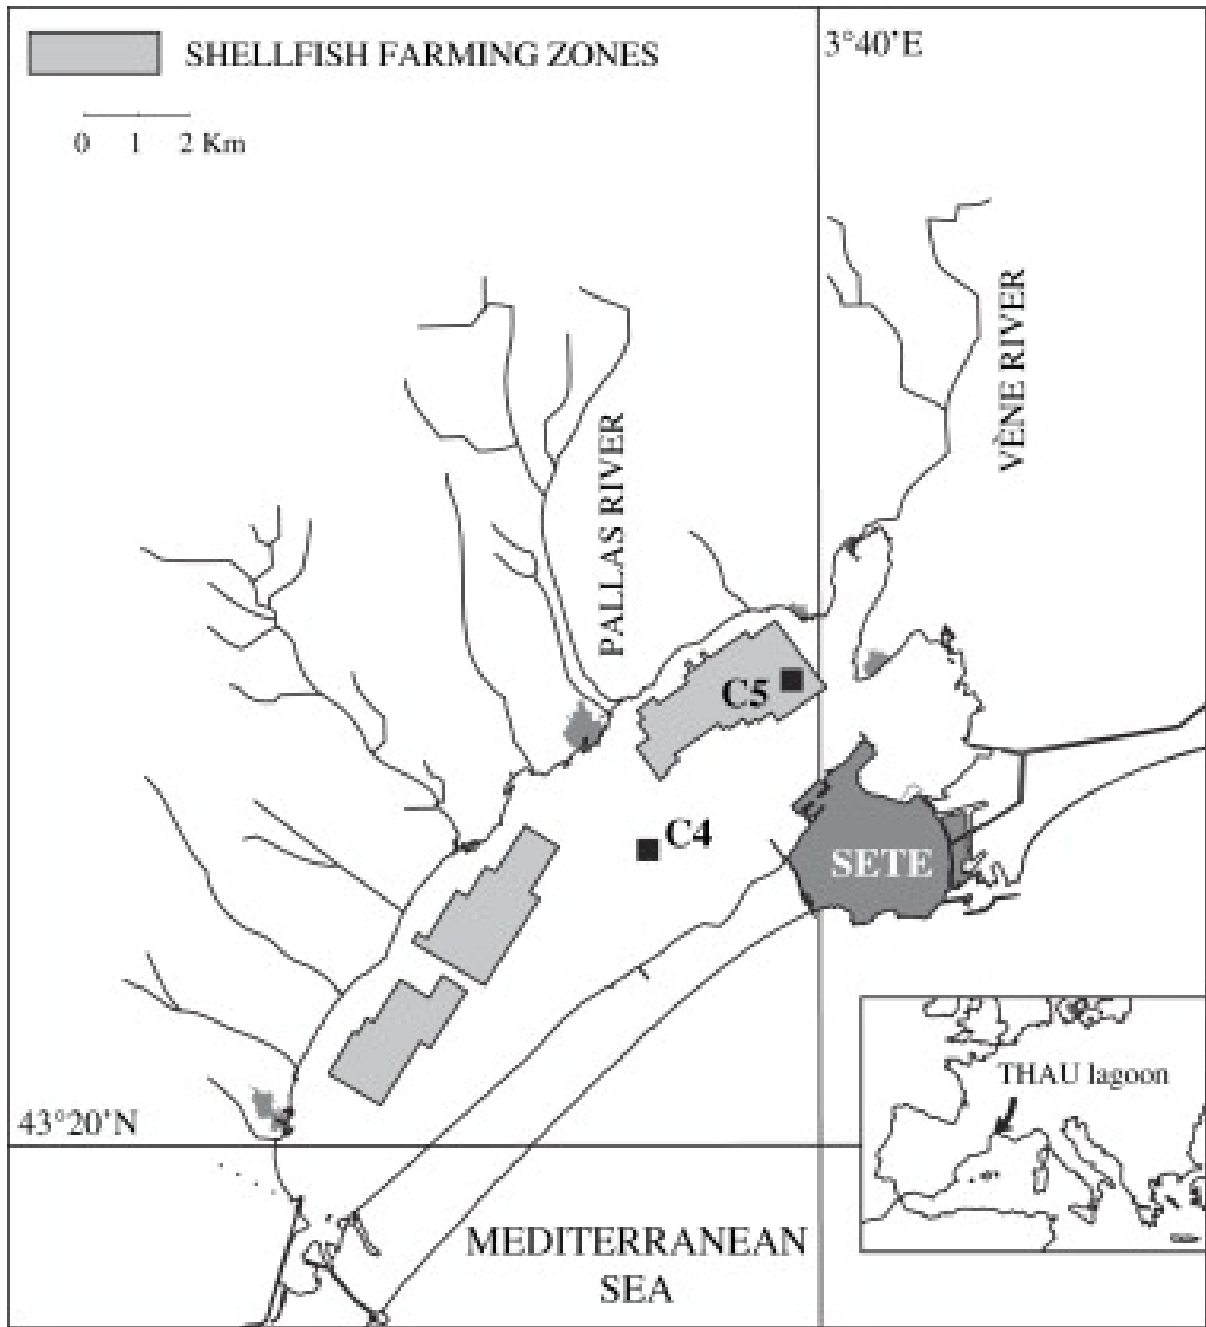 SHELLFISH FARMING ZONES
3°40'E
0 1 2 Km
VÈNE RIVER
PALLAS RIVER
C5
C4
SETE
THAU lagoon
43°20'N
MEDITERRANEAN
SEA